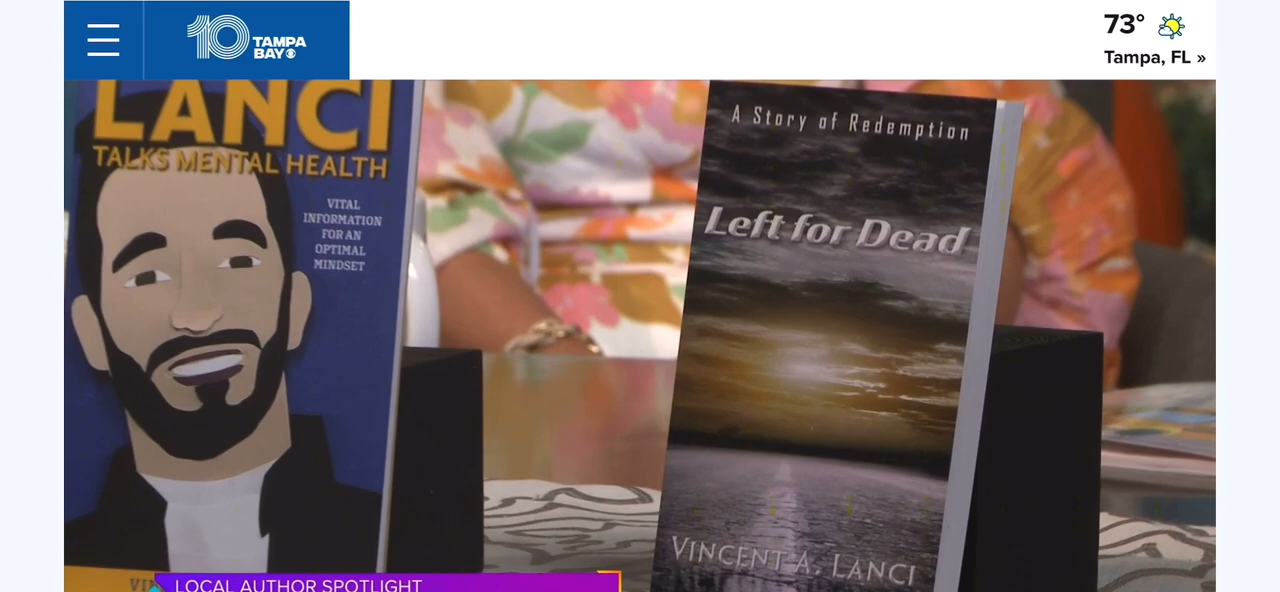 10 TAMPA BAY
73°
Tampa, FL »
LANCI
TALKS MENTAL HEALTH
VITAL
INFORMATION
FOR AN
OPTIMAL
MINDSET
A Story of Redemption
Left for Dead
VINCENT A. LANCI
LOCAL AUTHOR SPOTLIGHT